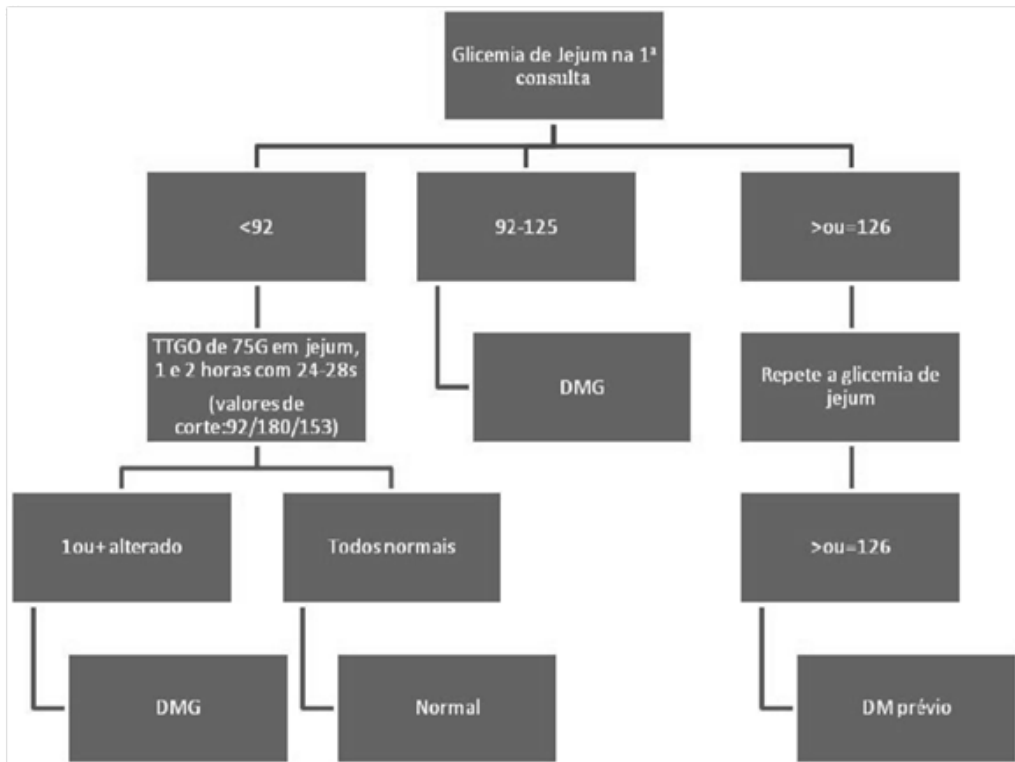 Glicemia de Jejum na 1ª
consulta
<92
92-125
>ou=126
TTGO de 75G em jejum,
1 e 2 horas com 24-28s
(valores de
corte:92/180/153)
DMG
Repete a glicemia de
jejum
1ou+ alterado
Todos normais
>ou=126
DMG
Normal
DM prévio